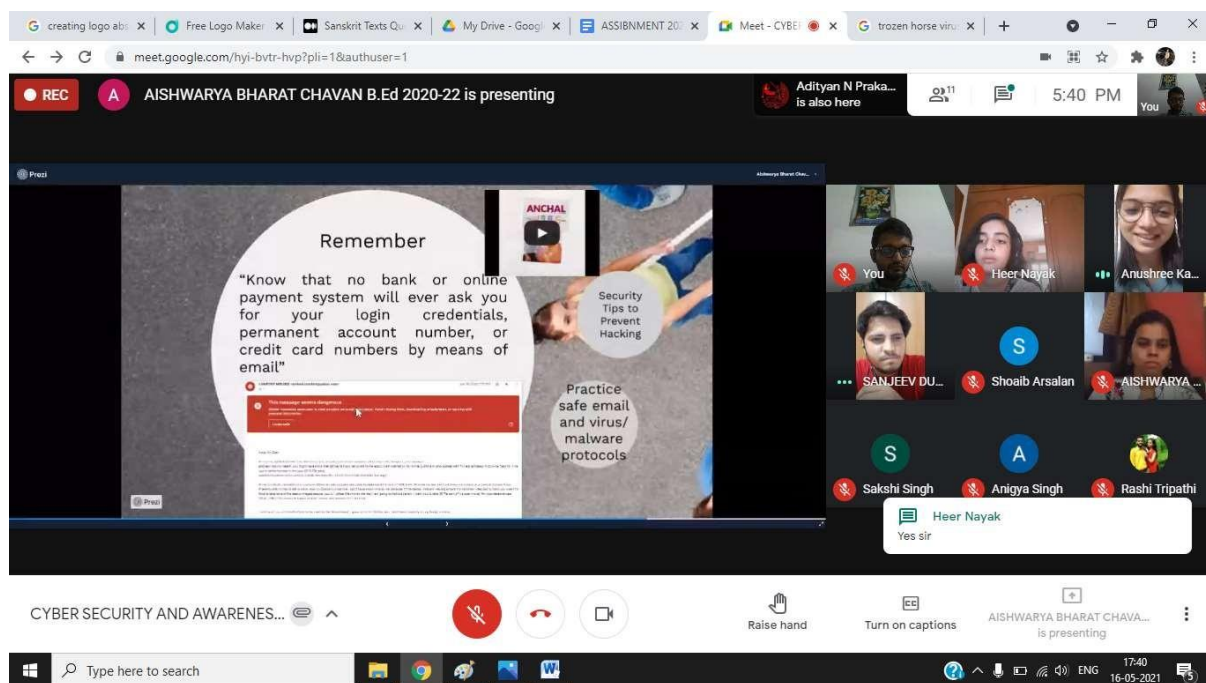 creating logo abs
Free Logo Maker
Sanskrit Texts Qu
My Drive - Googl
ASSIBNMENT 202
Meet - CYBER
trozen horse virus
meet.google.com/hyi-bvtr-hvp?pli=1&authuser=1
REC
A
AISHWARYA BHARAT CHAVAN B.Ed 2020-22 is presenting
Adityan N Praka...
is also here
11
5:40 PM
You
Prezi
Aishwarya Bharat Chav...
ANCHAL
Remember
"Know that no bank or online
payment system will ever ask you
for your login credentials,
permanent account number, or
credit card numbers by means of
email"
Security
Tips to
Prevent
Hacking
Practice
safe email
and virus/
malware
protocols
This message seems dangerous
Prezi
You
Heer Nayak
Anushree Ka...
SANJEEV DU...
S
Shoaib Arsalan
AISHWARYA ...
S
Sakshi Singh
A
Anigya Singh
Rashi Tripathi
Heer Nayak
Yes sir
CYBER SECURITY AND AWARENES...
Raise hand
Turn on captions
AISHWARYA BHARAT CHAVA...
is presenting
Type here to search
ENG
17:40
16-05-2021
5